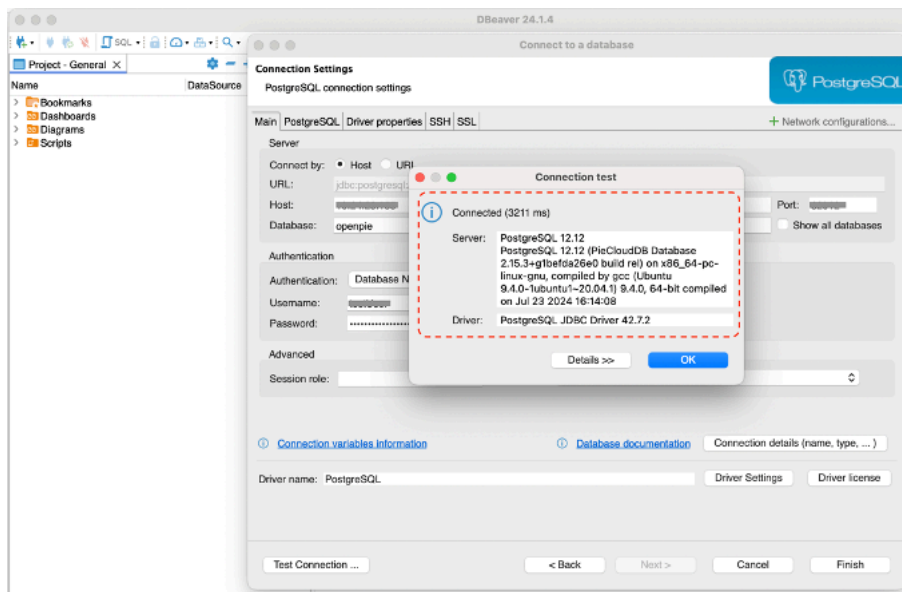 DBeaver 24.1.4
SQL
Project - General
Connect to a database
Name DataSource
Bookmarks
Dashboards
Diagrams
Scripts
Connection Settings
PostgreSQL connection settings
PostgreSQL
Main PostgreSQL Driver properties SSH SSL
+ Network configurations...
Server
Connect by: Host URL
URL: jdbc:postgresql:
Host: Port:
Database: openpie Show all databases
Connection test
Connected (3211 ms)
Server: PostgreSQL 12.12
PostgreSQL 12.12 (PieCloudDB Database
2.15.3+g1befda26e0 build rel) on x86_64-pc-
linux-gnu, compiled by gcc (Ubuntu
9.4.0-1ubuntu1~20.04.1) 9.4.0, 64-bit compiled
on Jul 23 2024 16:14:08
Driver: PostgreSQL JDBC Driver 42.7.2
Details >> OK
Authentication
Authentication: Database N
Username:
Password:
Advanced
Session role:
Connection variables information Database documentation Connection details (name, type, ... )
Driver name: PostgreSQL Driver Settings Driver license
Test Connection ... < Back Next > Cancel Finish